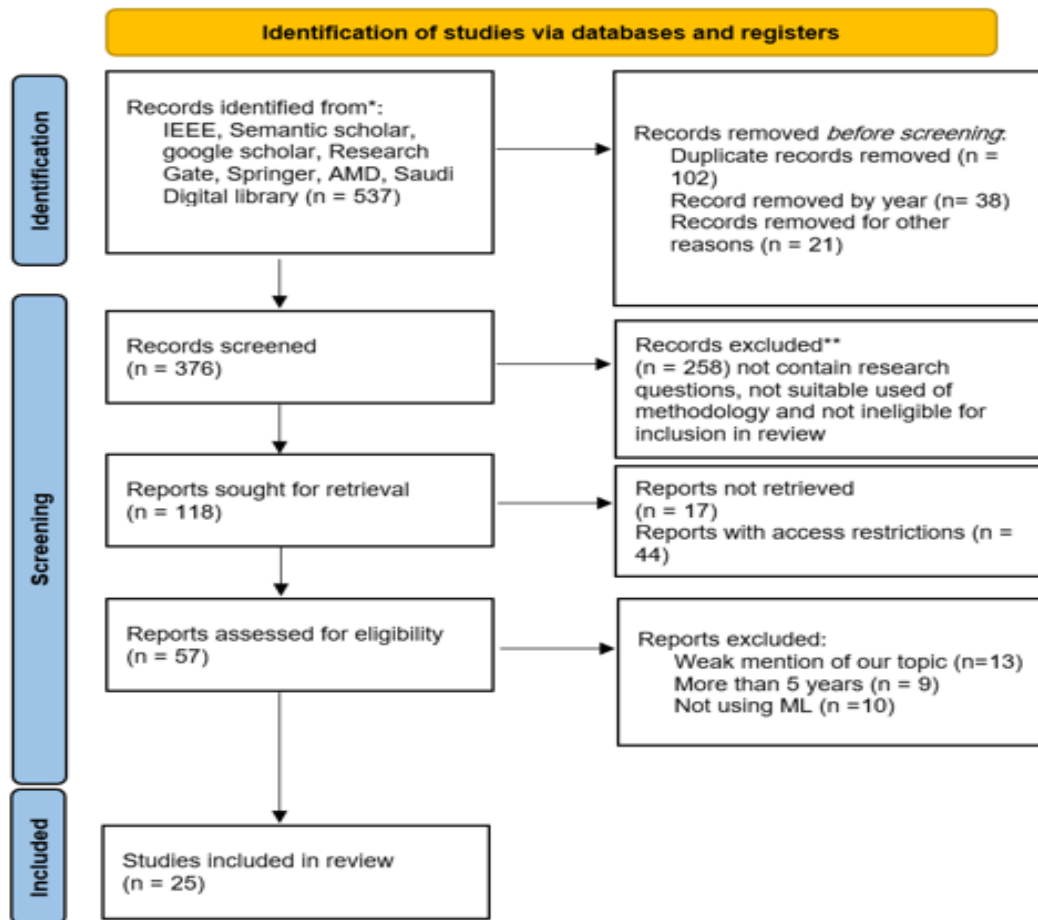 Identification of studies via databases and registers
Identification
Records identified from*:
IEEE, Semantic scholar,
google scholar, Research
Gate, Springer, AMD, Saudi
Digital library (n = 537)
Records removed before screening:
Duplicate records removed (n =
102)
Record removed by year (n= 38)
Records removed for other
reasons (n = 21)
Screening
Records screened
(n = 376)
Records excluded**
(n = 258) not contain research
questions, not suitable used of
methodology and not ineligible for
inclusion in review
Reports sought for retrieval
(n = 118)
Reports not retrieved
(n = 17)
Reports with access restrictions (n =
44)
Reports assessed for eligibility
(n = 57)
Reports excluded:
Weak mention of our topic (n=13)
More than 5 years (n = 9)
Not using ML (n =10)
Included
Studies included in review
(n = 25)